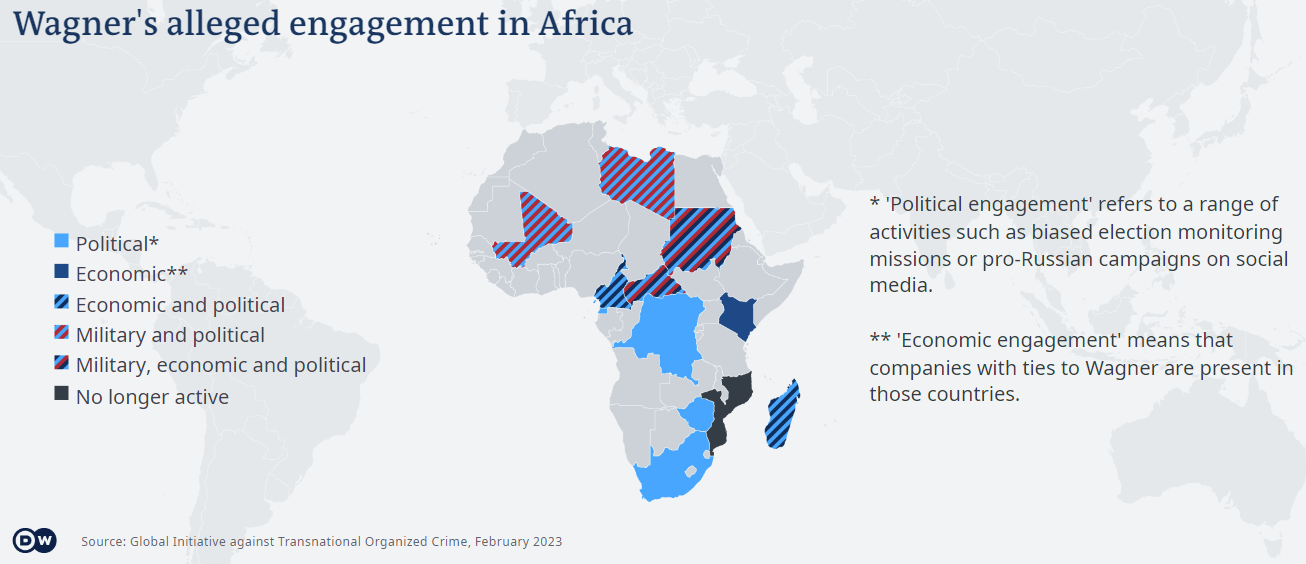 Wagner's alleged engagement in Africa
Political*
Economic**
Economic and political
Military and political
Military, economic and political
No longer active
* 'Political engagement' refers to a range of
activities such as biased election monitoring
missions or pro-Russian campaigns on social
media.
** 'Economic engagement' means that
companies with ties to Wagner are present in
those countries.
DW
Source: Global Initiative against Transnational Organized Crime, February 2023